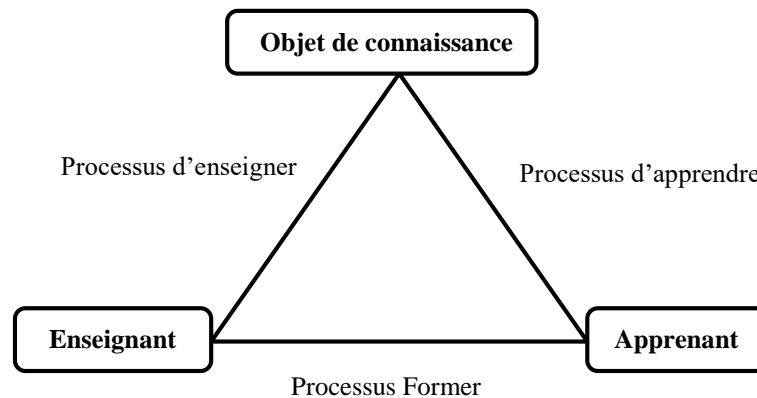 Objet de connaissance
Processus d’enseigner
Processus d’apprendre
Enseignant
Apprenant
Processus Former